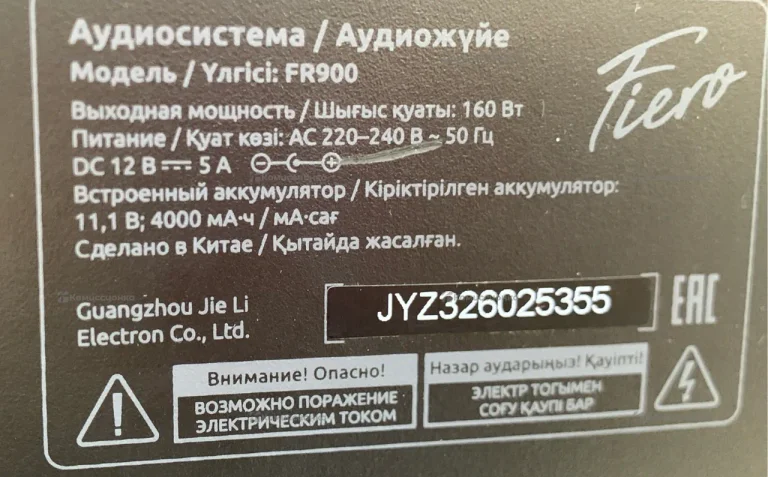 Аудиосистема / Аудиожүйе
Модель / Үлгісі: FR900
Fiero
Выходная мощность / Шығыс қуаты: 160 Вт
Питание / Қуат көзі: AC 220–240 В ~ 50 Гц
DC 12 В 5 А
Встроенный аккумулятор / Кіріктірілген аккумулятор:
11,1 В; 4000 мА·ч / мА·сағ
Сделано в Китае / Қытайда жасалған.
Guangzhou Jie Li
Electron Co., Ltd.
JYZ326025355
EAC
Внимание! Опасно!
ВОЗМОЖНО ПОРАЖЕНИЕ
ЭЛЕКТРИЧЕСКИМ ТОКОМ
Назар аударыңыз! Қауіпті!
ЭЛЕКТР ТОГЫМЕН
СОҒУ ҚАУПІ БАР